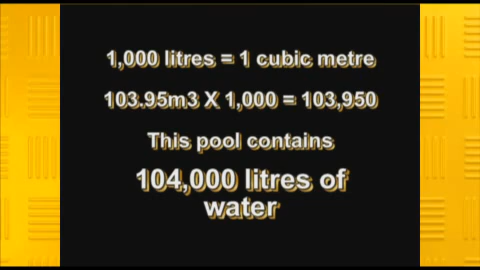 1,000 litres = 1 cubic metre
103.95m3 X 1,000 = 103,950
This pool contains
104,000 litres of
water